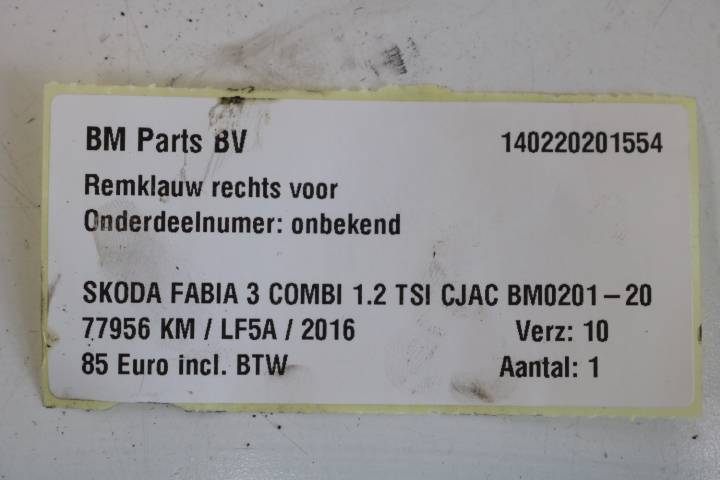 BM Parts BV 140220201554
Remklauw rechts voor
Onderdeelnumer: onbekend
SKODA FABIA 3 COMBI 1.2 TSI CJAC BM0201-20
77956 KM / LF5A / 2016 Verz: 10
85 Euro incl. BTW Aantal: 1